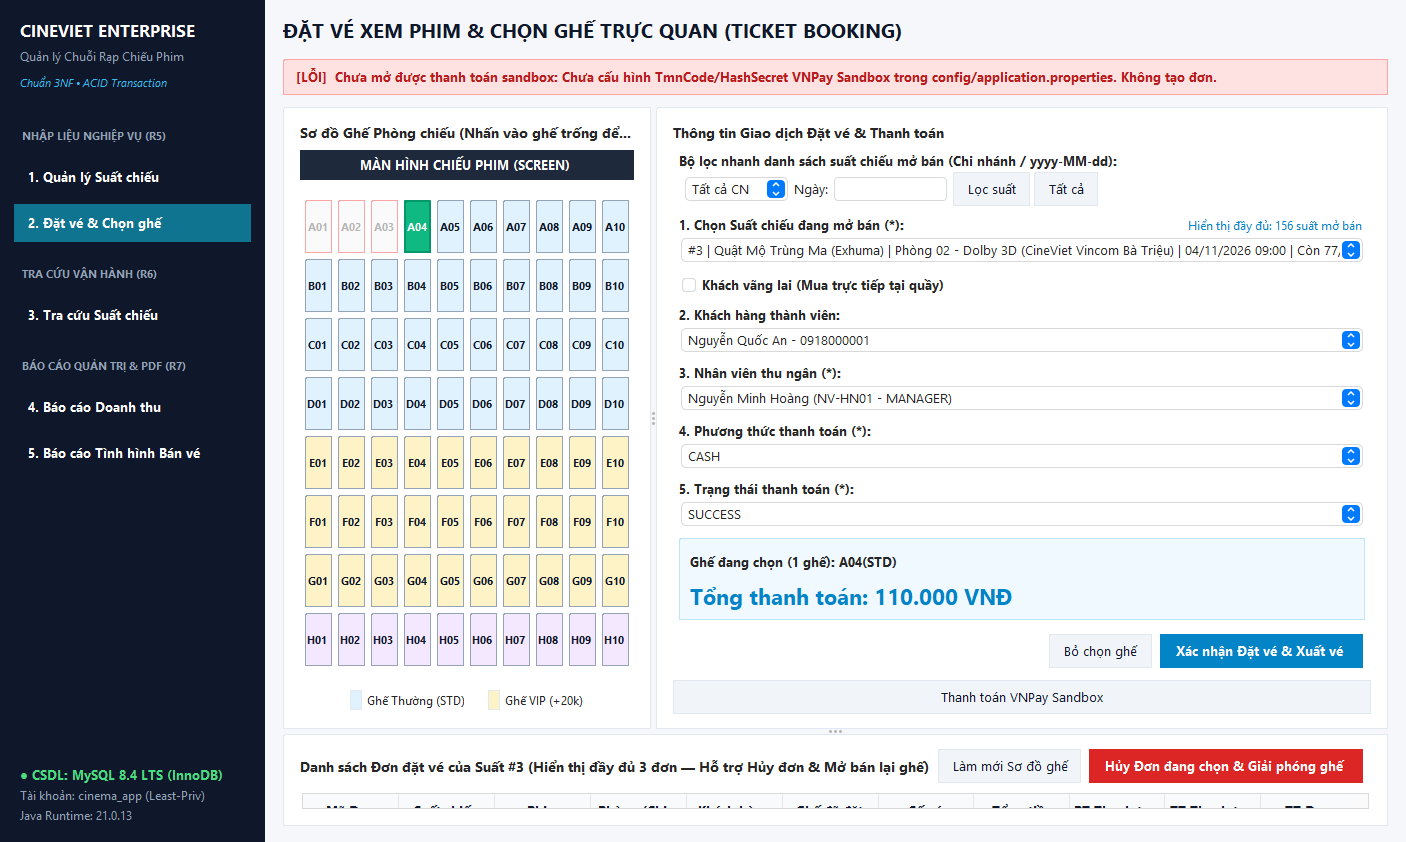 CINEVIET ENTERPRISE
Quản lý Chuỗi Rạp Chiếu Phim
Chuẩn 3NF • ACID Transaction
NHẬP LIỆU NGHIỆP VỤ (R5)
1. Quản lý Suất chiếu
2. Đặt vé & Chọn ghế
TRA CỨU VẬN HÀNH (R6)
3. Tra cứu Suất chiếu
BÁO CÁO QUẢN TRỊ & PDF (R7)
4. Báo cáo Doanh thu
5. Báo cáo Tình hình Bán vé
● CSDL: MySQL 8.4 LTS (InnoDB)
Tài khoản: cinema_app (Least-Priv)
Java Runtime: 21.0.13
ĐẶT VÉ XEM PHIM & CHỌN GHẾ TRỰC QUAN (TICKET BOOKING)
[LỖI] Chưa mở được thanh toán sandbox: Chưa cấu hình TmnCode/HashSecret VNPay Sandbox trong config/application.properties. Không tạo đơn.
Sơ đồ Ghế Phòng chiếu (Nhấn vào ghế trống để...
MÀN HÌNH CHIẾU PHIM (SCREEN)
A01 A02 A03 A04 A05 A06 A07 A08 A09 A10
B01 B02 B03 B04 B05 B06 B07 B08 B09 B10
C01 C02 C03 C04 C05 C06 C07 C08 C09 C10
D01 D02 D03 D04 D05 D06 D07 D08 D09 D10
E01 E02 E03 E04 E05 E06 E07 E08 E09 E10
F01 F02 F03 F04 F05 F06 F07 F08 F09 F10
G01 G02 G03 G04 G05 G06 G07 G08 G09 G10
H01 H02 H03 H04 H05 H06 H07 H08 H09 H10
Ghế Thường (STD) Ghế VIP (+20k)
Thông tin Giao dịch Đặt vé & Thanh toán
Bộ lọc nhanh danh sách suất chiếu mở bán (Chi nhánh / yyyy-MM-dd):
Tất cả CN Ngày: Lọc suất Tất cả
1. Chọn Suất chiếu đang mở bán (*): Hiển thị đầy đủ: 156 suất mở bán
#3 | Quật Mộ Trùng Ma (Exhuma) | Phòng 02 - Dolby 3D (CineViet Vincom Bà Triệu) | 04/11/2026 09:00 | Còn 77/
Khách vãng lai (Mua trực tiếp tại quầy)
2. Khách hàng thành viên:
Nguyễn Quốc An - 0918000001
3. Nhân viên thu ngân (*):
Nguyễn Minh Hoàng (NV-HN01 - MANAGER)
4. Phương thức thanh toán (*):
CASH
5. Trạng thái thanh toán (*):
SUCCESS
Ghế đang chọn (1 ghế): A04(STD)
Tổng thanh toán: 110.000 VNĐ
Bỏ chọn ghế Xác nhận Đặt vé & Xuất vé
Thanh toán VNPay Sandbox
Danh sách Đơn đặt vé của Suất #3 (Hiển thị đầy đủ 3 đơn — Hỗ trợ Hủy đơn & Mở bán lại ghế) Làm mới Sơ đồ ghế Hủy Đơn đang chọn & Giải phóng ghế